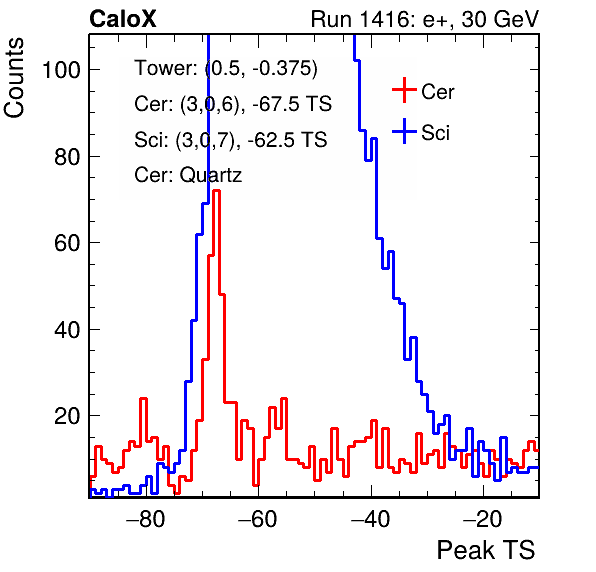 CaloX Run 1416: e+, 30 GeV
Counts
100
80
60
40
20
Tower: (0.5, -0.375)
Cer: (3,0,6), -67.5 TS
Sci: (3,0,7), -62.5 TS
Cer: Quartz
Cer
Sci
−80 −60 −40 −20
Peak TS